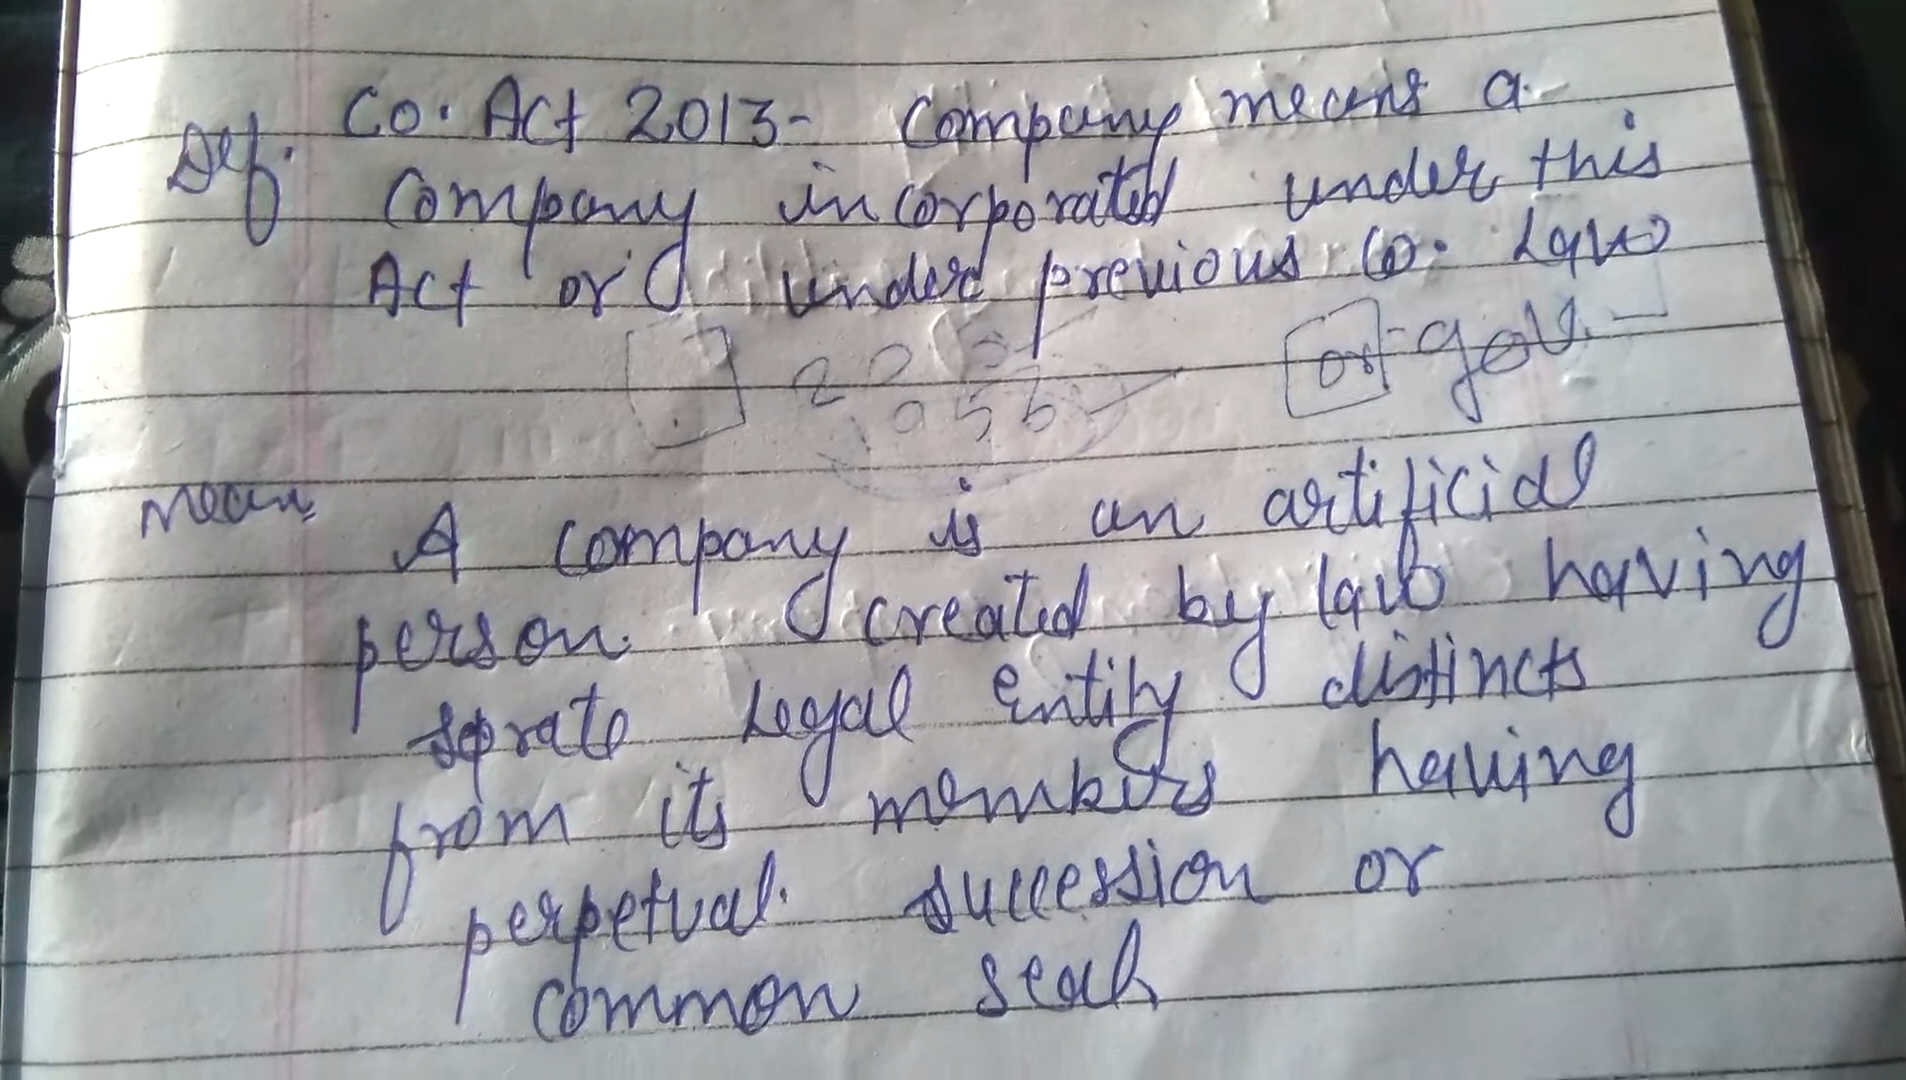 Def. Co. Act 2013- Company means a
Company incorporated under this
Act or under previous Co. Law
2013 or gov.
1956
Mean, A company is an artificial
person created by law having
seprate Legal Entity distincts
from its members having
perpetual succession or
common seal